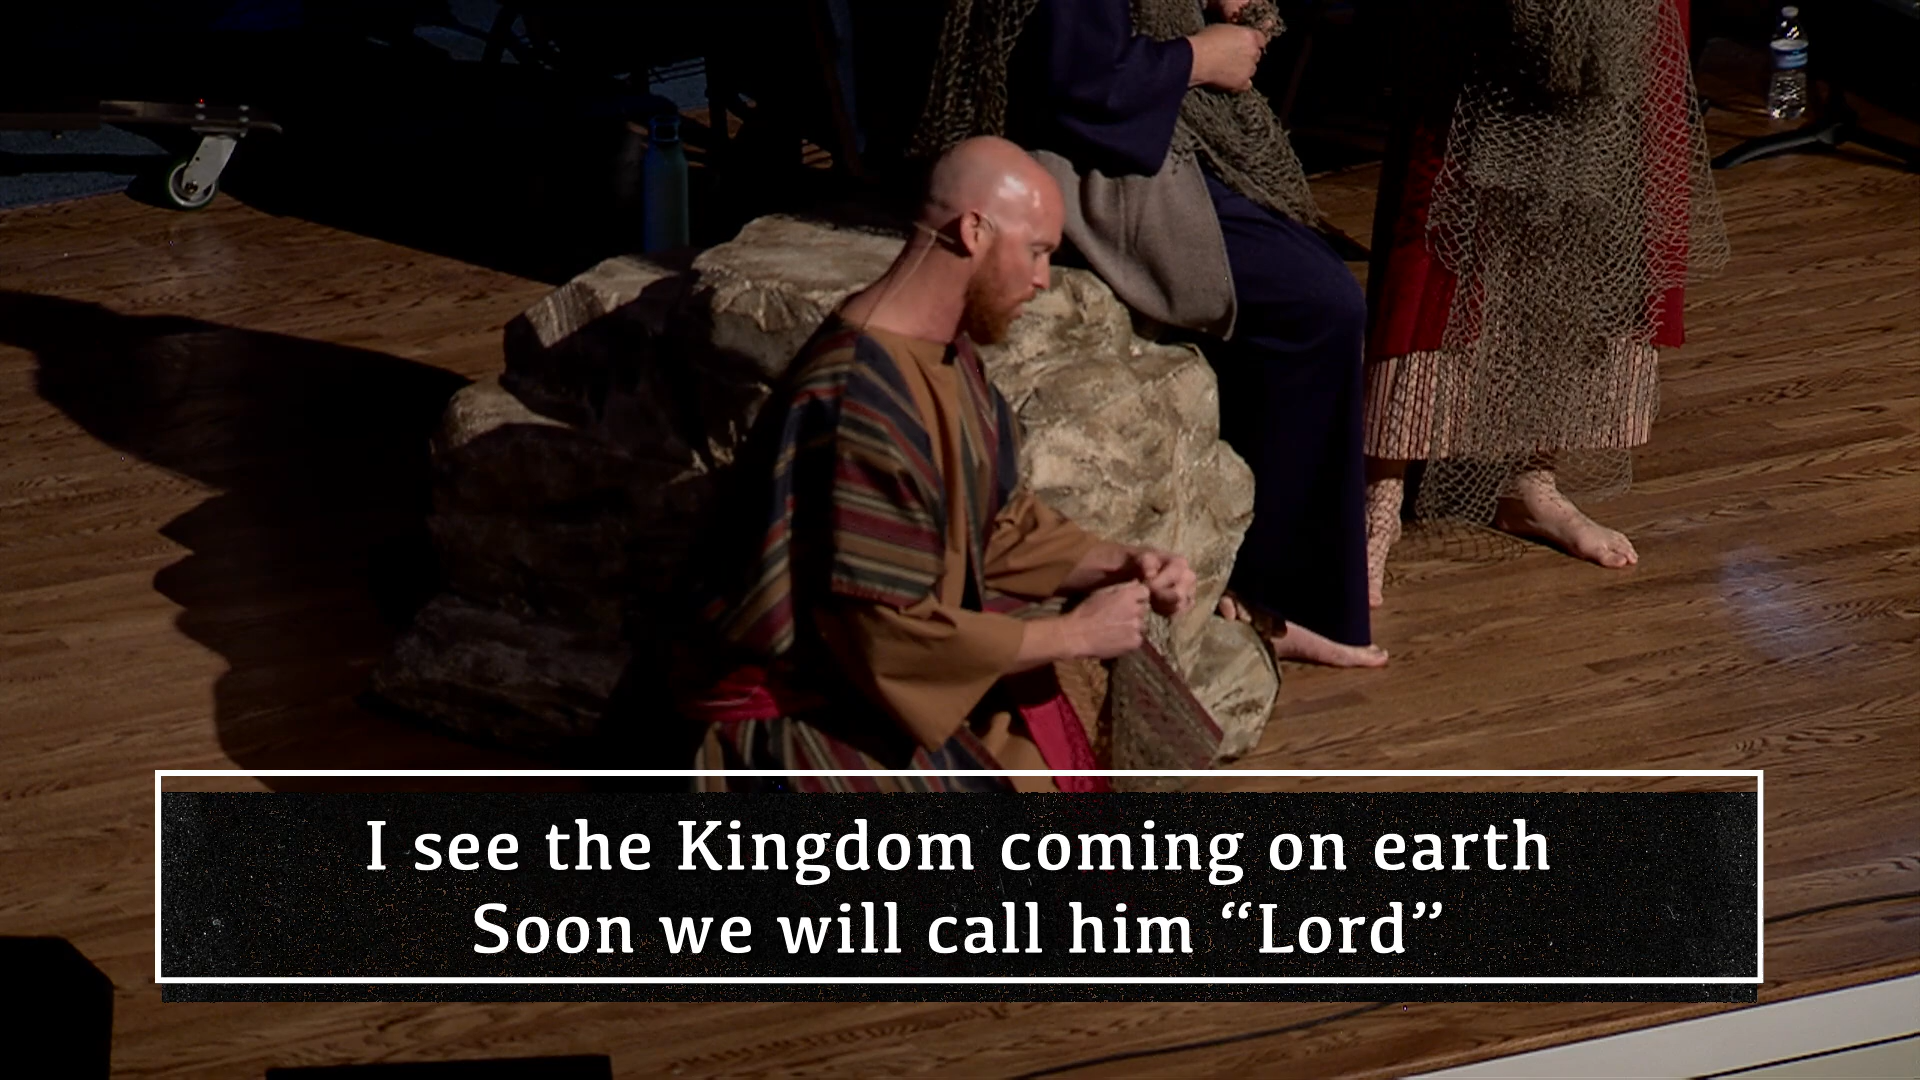 I see the Kingdom coming on earth
Soon we will call him “Lord”